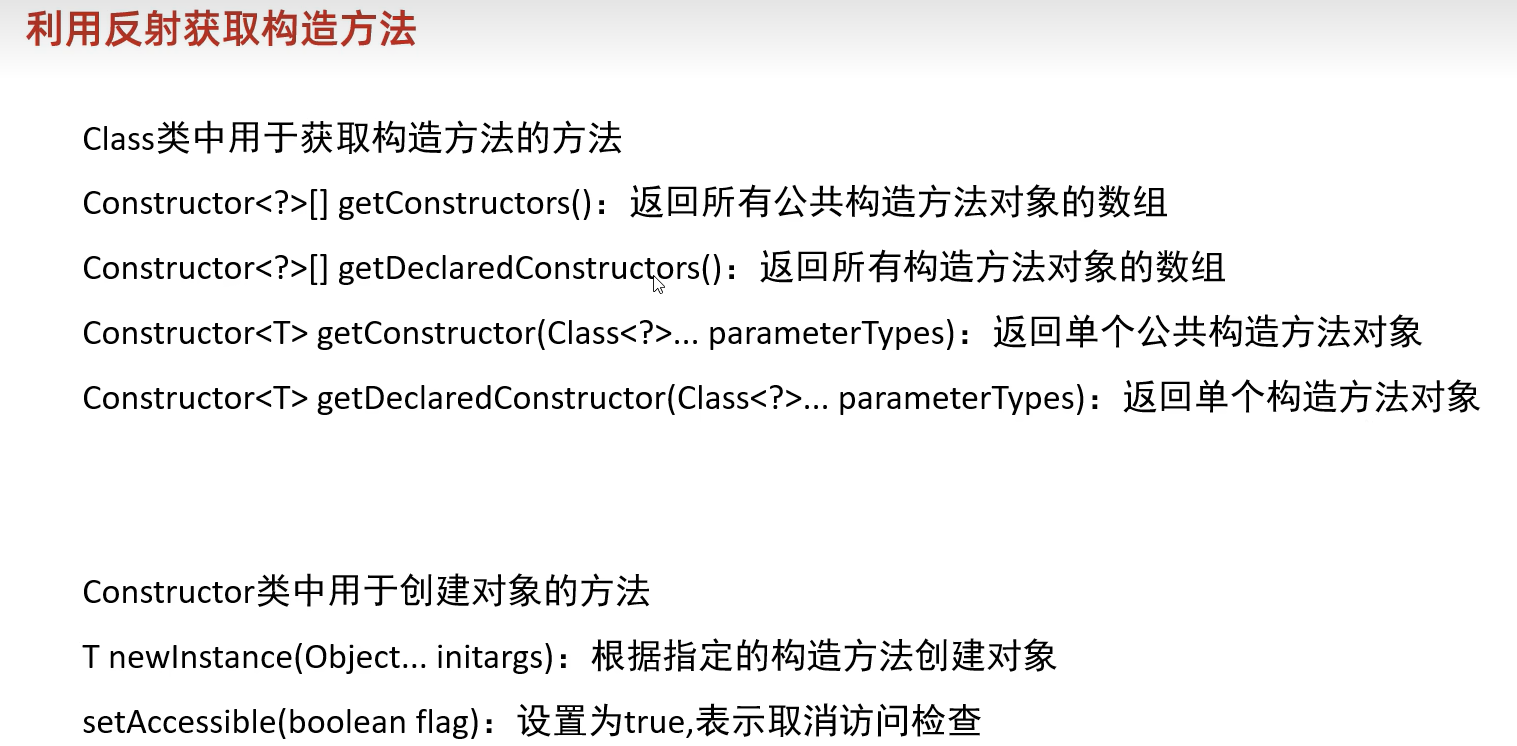 利用反射获取构造方法
Class类中用于获取构造方法的方法
Constructor<?>[] getConstructors()：返回所有公共构造方法对象的数组
Constructor<?>[] getDeclaredConstructors()：返回所有构造方法对象的数组
Constructor<T> getConstructor(Class<?>... parameterTypes)：返回单个公共构造方法对象
Constructor<T> getDeclaredConstructor(Class<?>... parameterTypes)：返回单个构造方法对象
Constructor类中用于创建对象的方法
T newInstance(Object... initargs)：根据指定的构造方法创建对象
setAccessible(boolean flag)：设置为true,表示取消访问检查